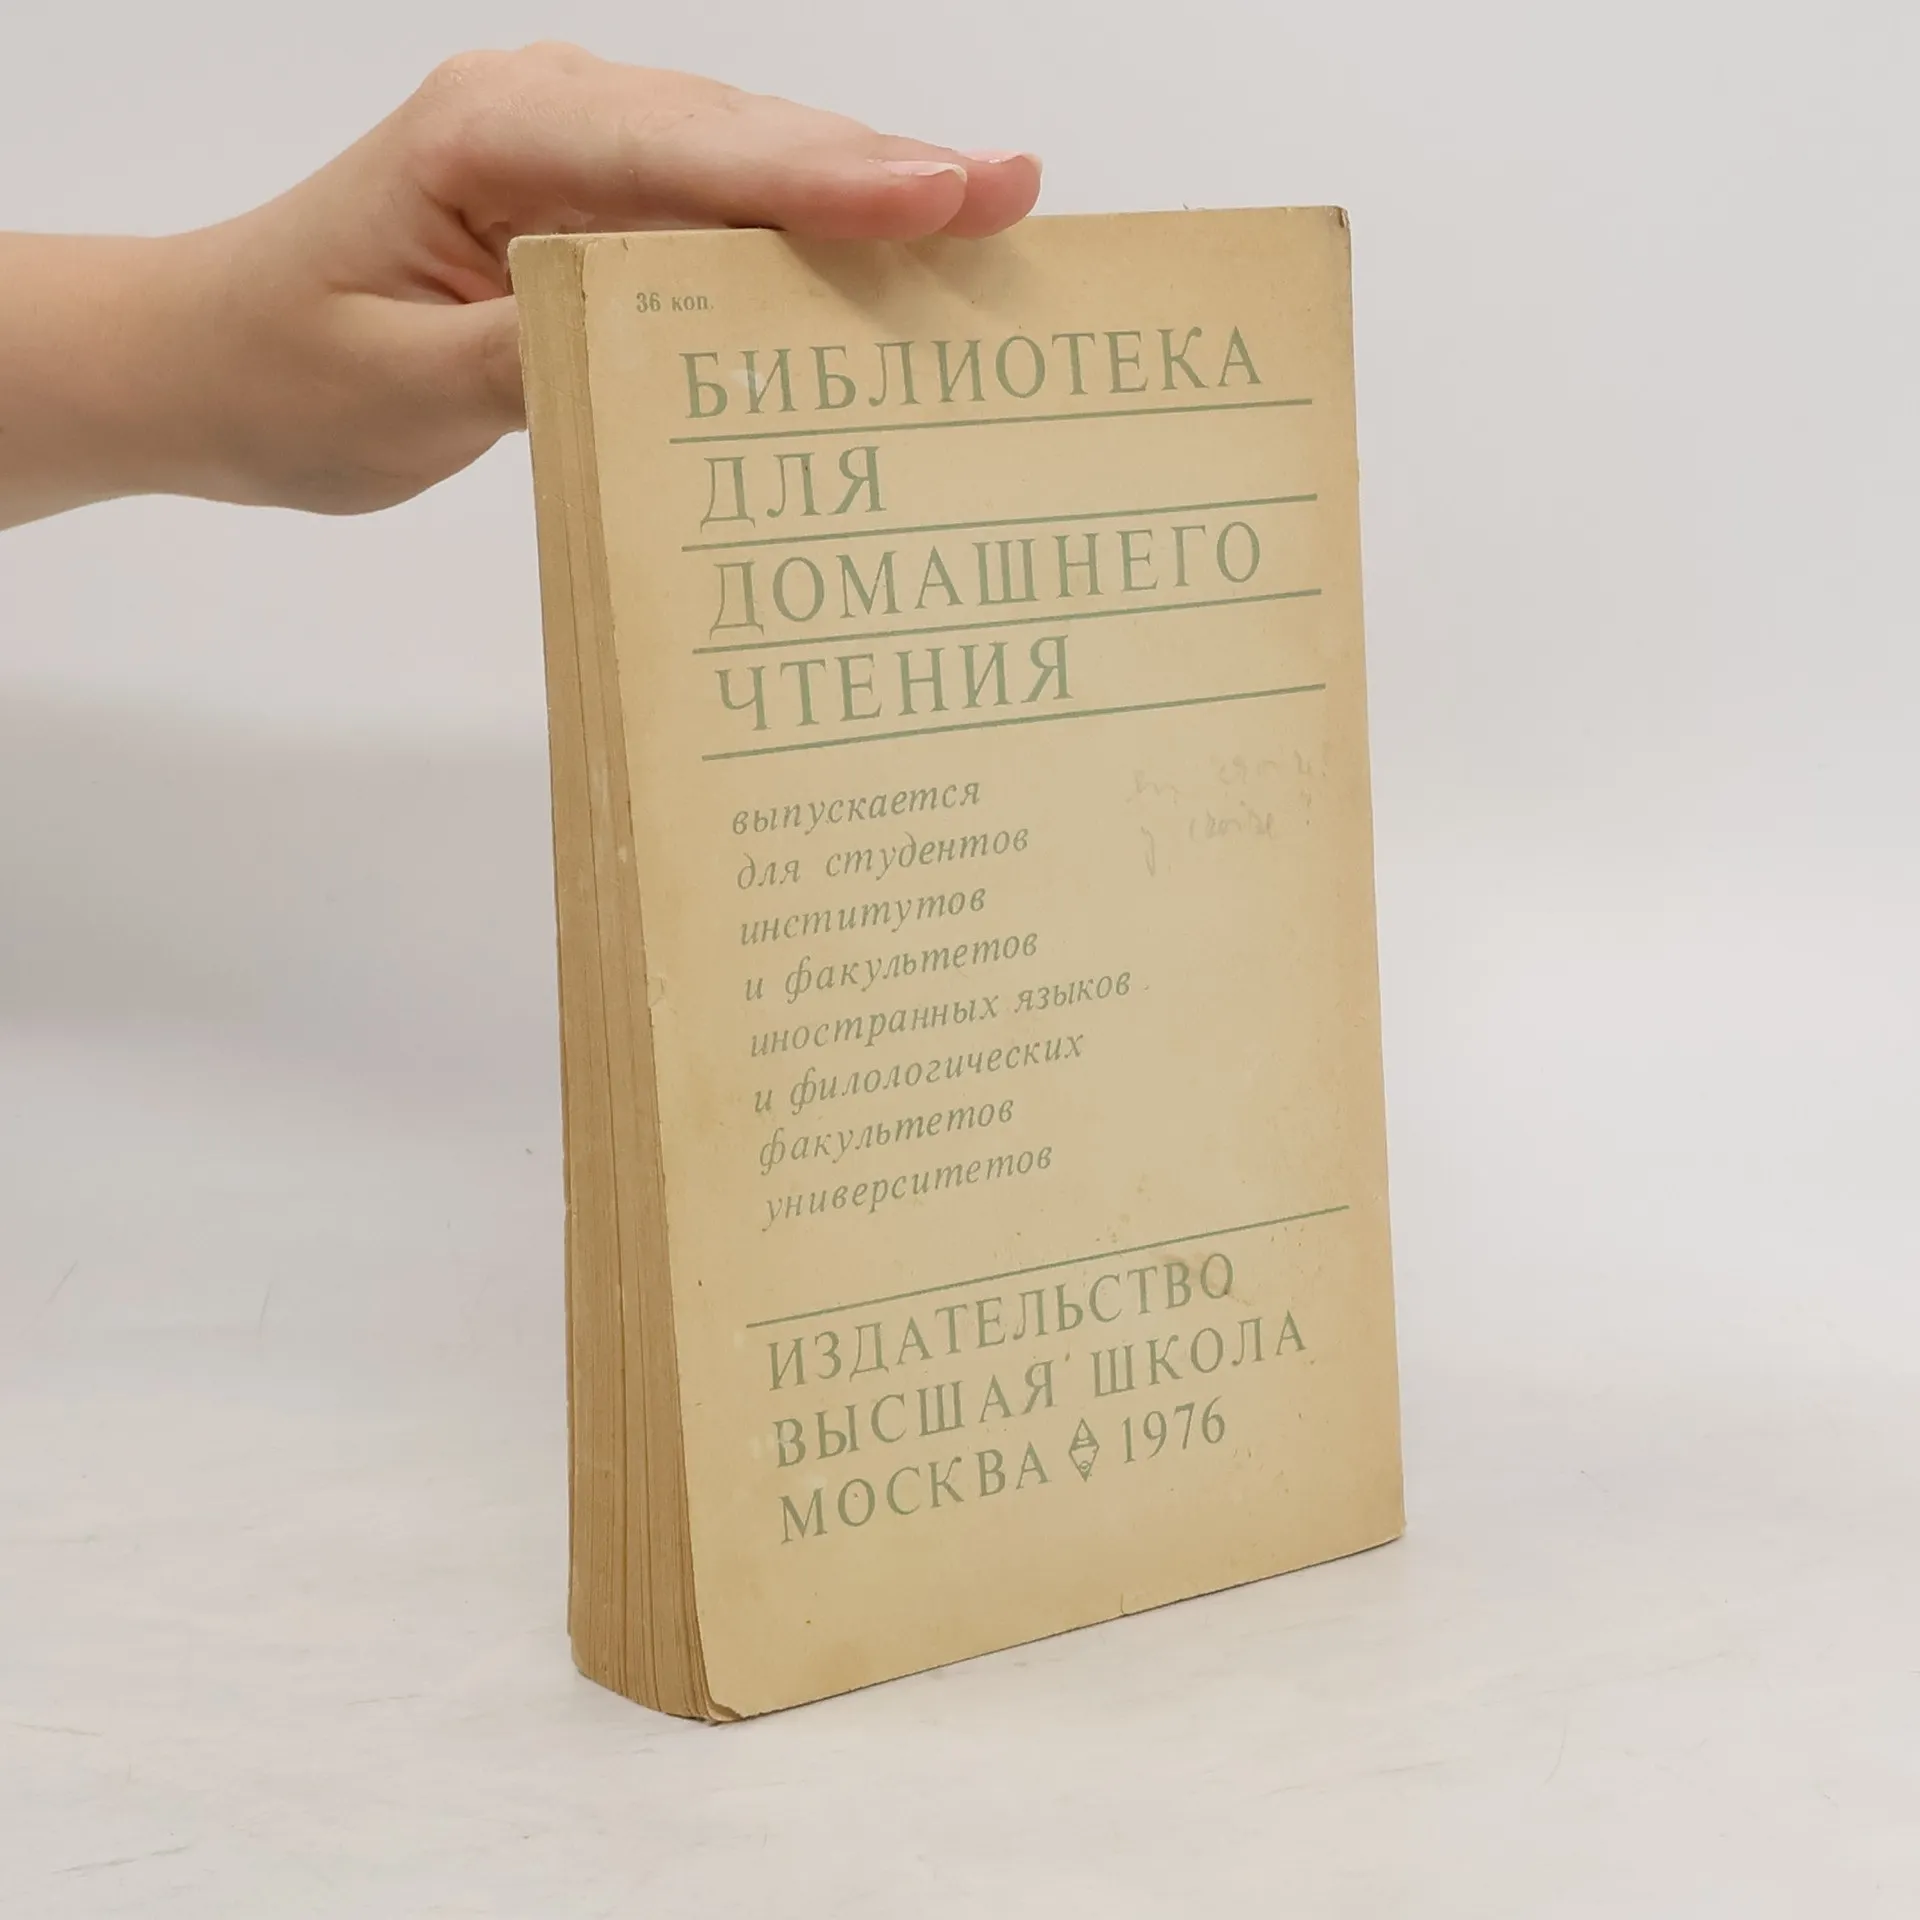 36 коп.
БИБЛИОТЕКА
ДЛЯ
ДОМАШНЕГО
ЧТЕНИЯ
выпускается
для студентов
институтов
и факультетов
иностранных языков
и филологических
факультетов
университетов
ИЗДАТЕЛЬСТВО
ВЫСШАЯ ШКОЛА
МОСКВА 1976